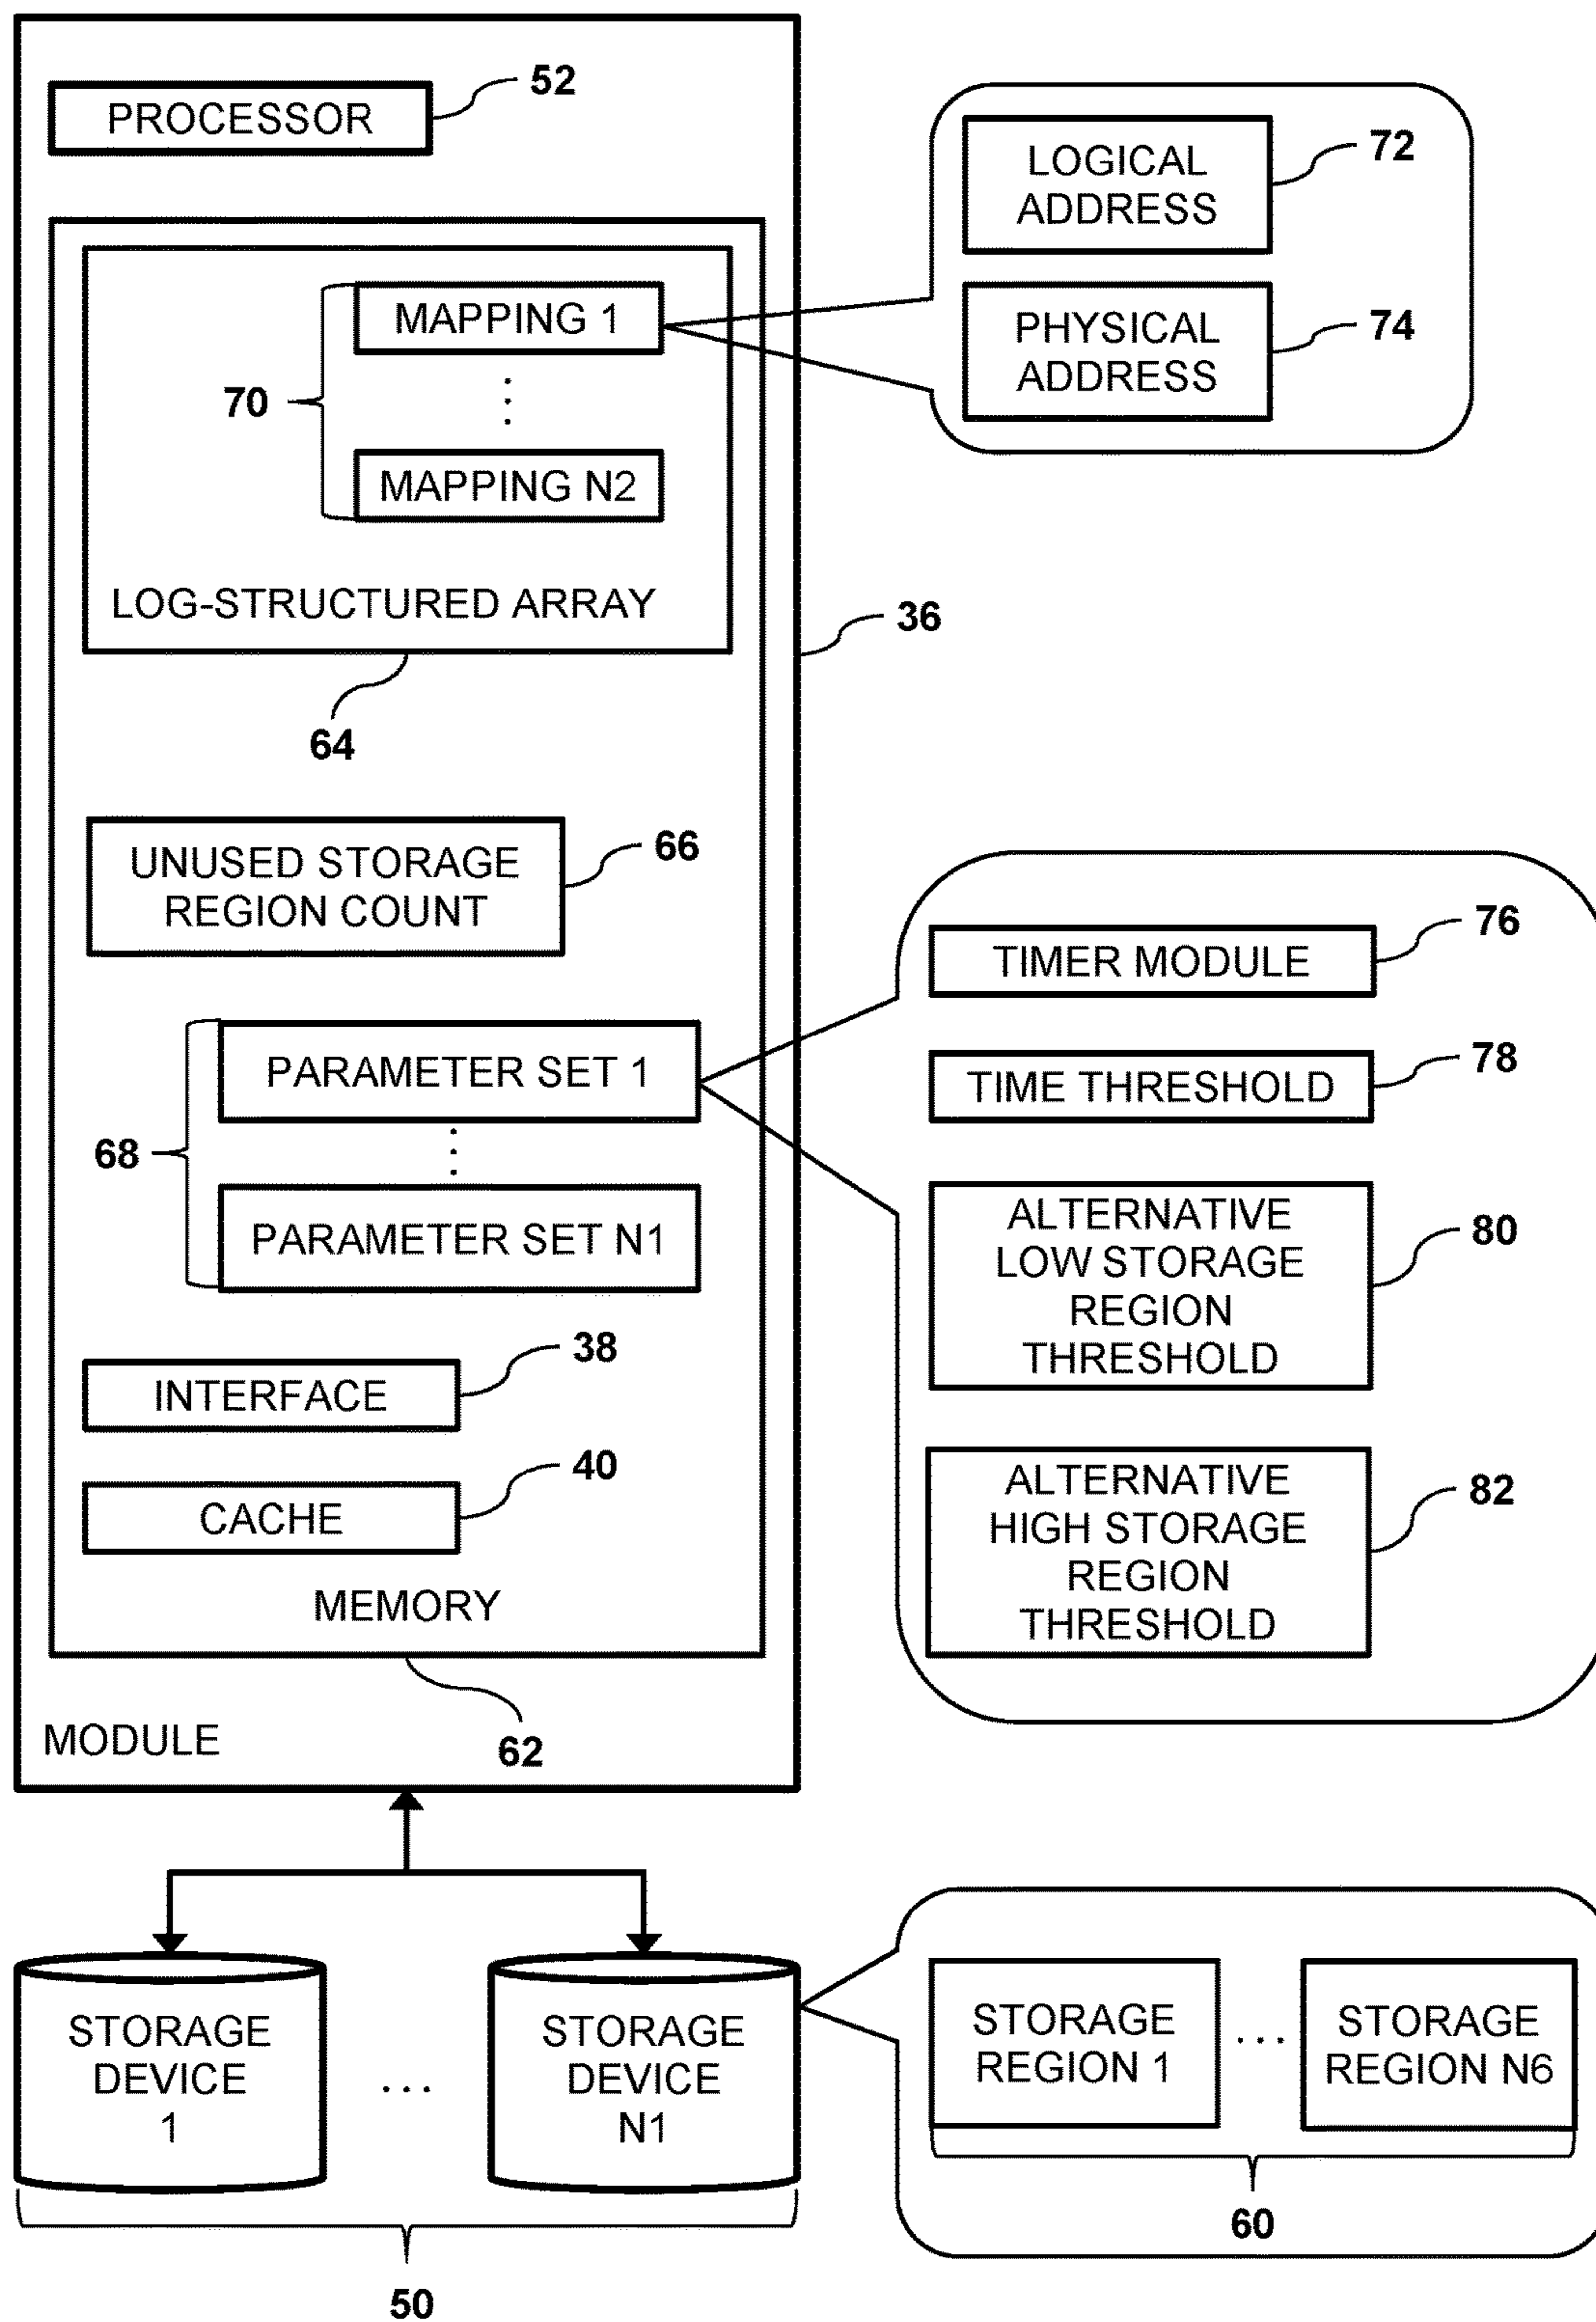 PROCESSOR
52
LOGICAL
ADDRESS
72
PHYSICAL
ADDRESS
74
MAPPING 1
70
MAPPING N2
LOG-STRUCTURED ARRAY
36
64
UNUSED STORAGE
REGION COUNT
66
TIMER MODULE
76
TIME THRESHOLD
78
ALTERNATIVE
LOW STORAGE
REGION
THRESHOLD
80
ALTERNATIVE
HIGH STORAGE
REGION
THRESHOLD
82
PARAMETER SET 1
68
PARAMETER SET N1
INTERFACE
38
CACHE
40
MEMORY
MODULE
62
STORAGE
DEVICE
1
...
STORAGE
DEVICE
N1
50
STORAGE
REGION 1
...
STORAGE
REGION N6
60